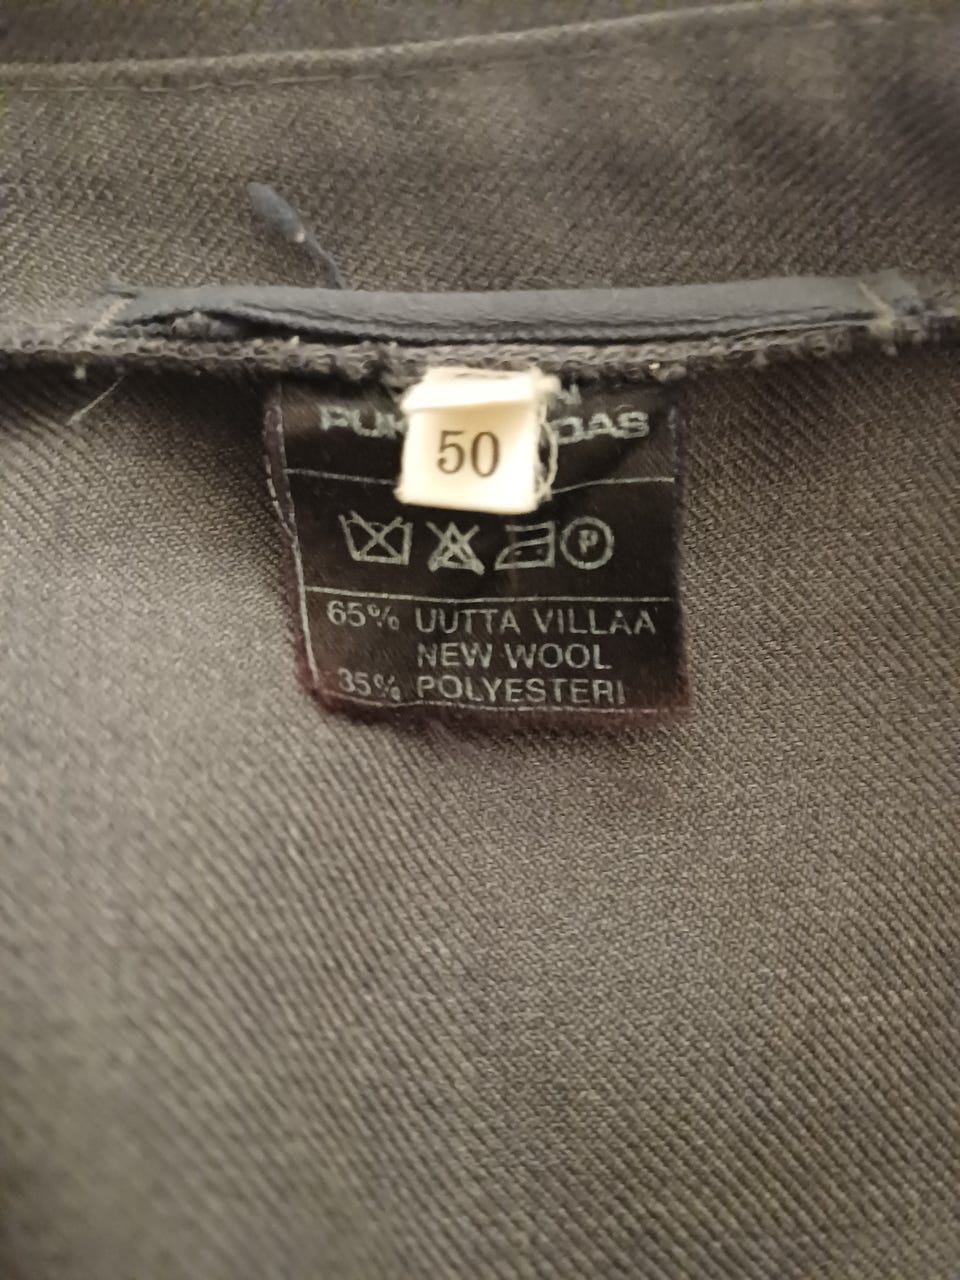 50
P
65% UUTTA VILLAA
NEW WOOL
35% POLYESTERI